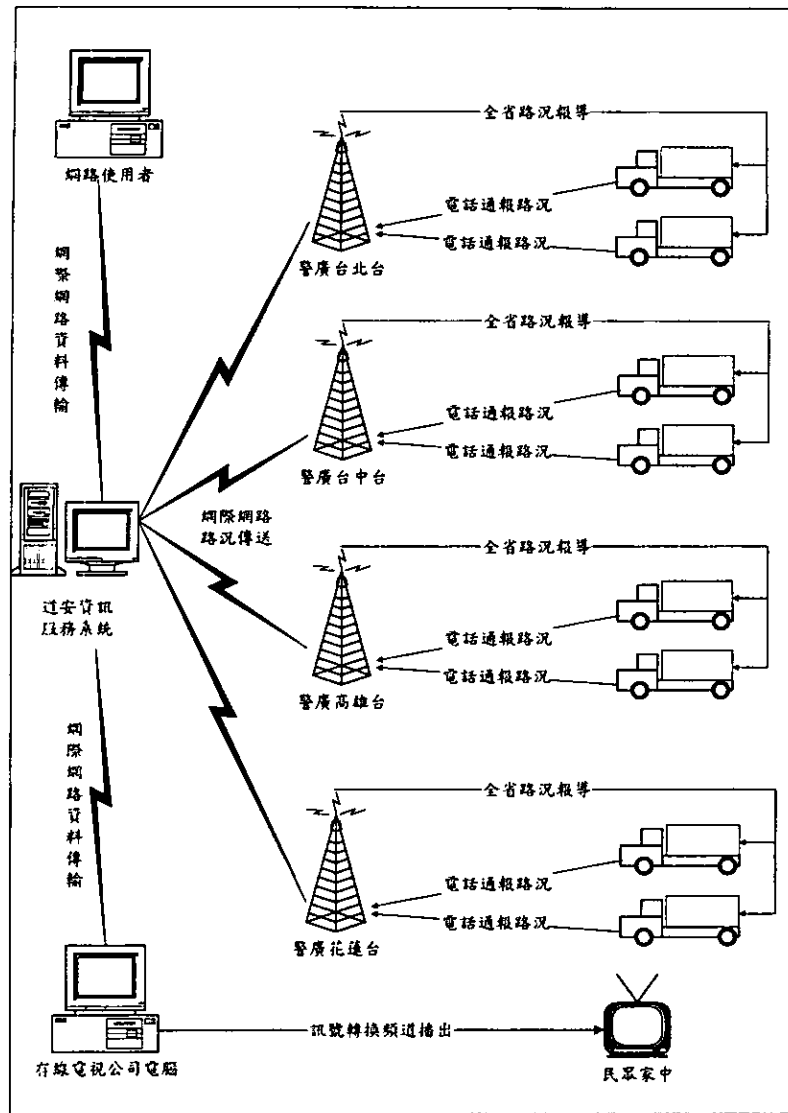 全省路況報導
網路使用者
電話通報路況
電話通報路況
警廣台北台
網際網路資料傳輸
全省路況報導
電話通報路況
電話通報路況
警廣台中台
網際網路
路況傳送
全省路況報導
道安資訊
服務系統
電話通報路況
電話通報路況
警廣高雄台
網際網路資料傳輸
全省路況報導
電話通報路況
電話通報路況
警廣花蓮台
訊號轉換頻道播出
有線電視公司電腦
民眾家中